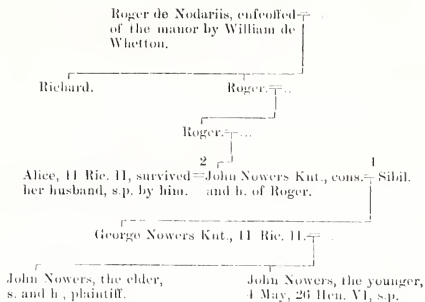 Roger de Nodariis, enfeoffed
of the manor by William de
Whetton.
Richard. Roger. ..
Roger. ...
2 1
Alice, 11 Ric. II, survived John Nowers Knt., cons. Sibil.
her husband, s.p. by him. and h. of Roger.
George Nowers Knt., 11 Ric. II.
John Nowers, the elder, John Nowers, the younger,
s. and h, plaintiff. 4 May, 26 Hen. VI, s.p.